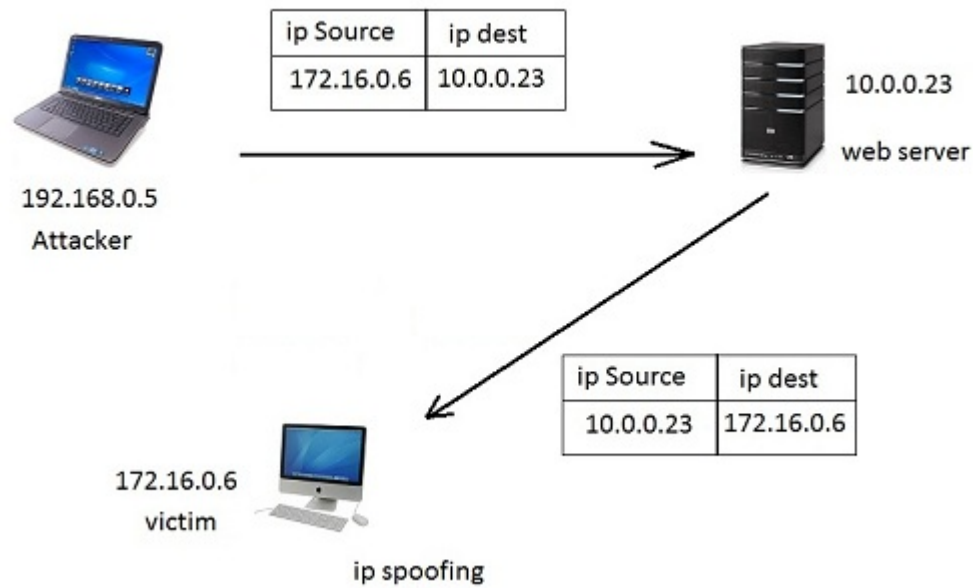 ip Source ip dest
172.16.0.6 10.0.0.23
10.0.0.23
web server
192.168.0.5
Attacker
ip Source ip dest
10.0.0.23 172.16.0.6
172.16.0.6
victim
ip spoofing